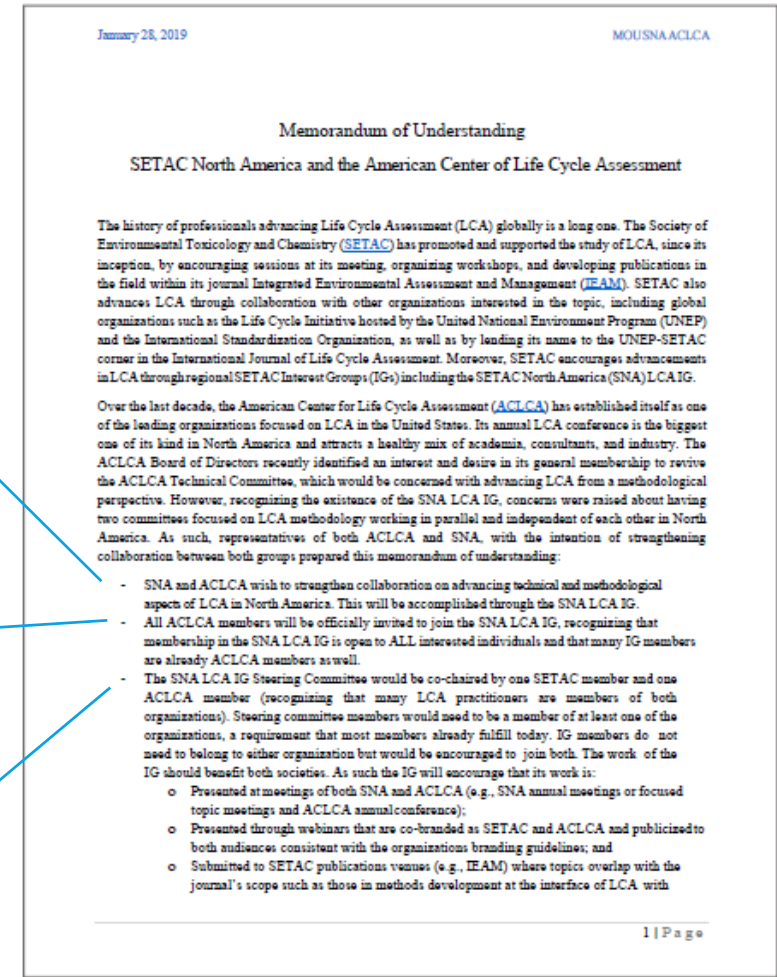 January 28, 2019 MOUSNAACLCA
Memorandum of Understanding
SETAC North America and the American Center of Life Cycle Assessment
The history of professionals advancing Life Cycle Assessment (LCA) globally is a long one. The Society of
Environmental Toxicology and Chemistry (SETAC) has promoted and supported the study of LCA, since its
inception, by encouraging sessions at its meeting, organizing workshops, and developing publications in
the field within its journal Integrated Environmental Assessment and Management (IEAM). SETAC also
advances LCA through collaboration with other organizations interested in the topic, including global
organizations such as the Life Cycle Initiative hosted by the United National Environment Program (UNEP)
and the International Standardization Organization, as well as by lending its name to the UNEP-SETAC
corner in the International Journal of Life Cycle Assessment. Moreover, SETAC encourages advancements
in LCA through regional SETAC Interest Groups (IGs) including the SETAC North America (SNA) LCA IG.
Over the last decade, the American Center for Life Cycle Assessment (ACLCA) has established itself as one
of the leading organizations focused on LCA in the United States. Its annual LCA conference is the biggest
one of its kind in North America and attracts a healthy mix of academia, consultants, and industry. The
ACLCA Board of Directors recently identified an interest and desire in its general membership to revive
the ACLCA Technical Committee, which would be concerned with advancing LCA from a methodological
perspective. However, recognizing the existence of the SNA LCA IG, concerns were raised about having
two committees focused on LCA methodology working in parallel and independent of each other in North
America. As such, representatives of both ACLCA and SNA, with the intention of strengthening
collaboration between both groups prepared this memorandum of understanding:
- SNA and ACLCA wish to strengthen collaboration on advancing technical and methodological
aspects of LCA in North America. This will be accomplished through the SNA LCA IG.
- All ACLCA members will be officially invited to join the SNA LCA IG, recognizing that
membership in the SNA LCA IG is open to ALL interested individuals and that many IG members
are already ACLCA members as well.
- The SNA LCA IG Steering Committee would be co-chaired by one SETAC member and one
ACLCA member (recognizing that many LCA practitioners are members of both
organizations). Steering committee members would need to be a member of at least one of the
organizations, a requirement that most members already fulfill today. IG members do not
need to belong to either organization but would be encouraged to join both. The work of the
IG should benefit both societies. As such the IG will encourage that its work is:
o Presented at meetings of both SNA and ACLCA (e.g., SNA annual meetings or focused
topic meetings and ACLCA annual conference);
o Presented through webinars that are co-branded as SETAC and ACLCA and publicized to
both audiences consistent with the organizations branding guidelines; and
o Submitted to SETAC publications venues (e.g., IEAM) where topics overlap with the
journal's scope such as those in methods development at the interface of LCA with
1 | Page